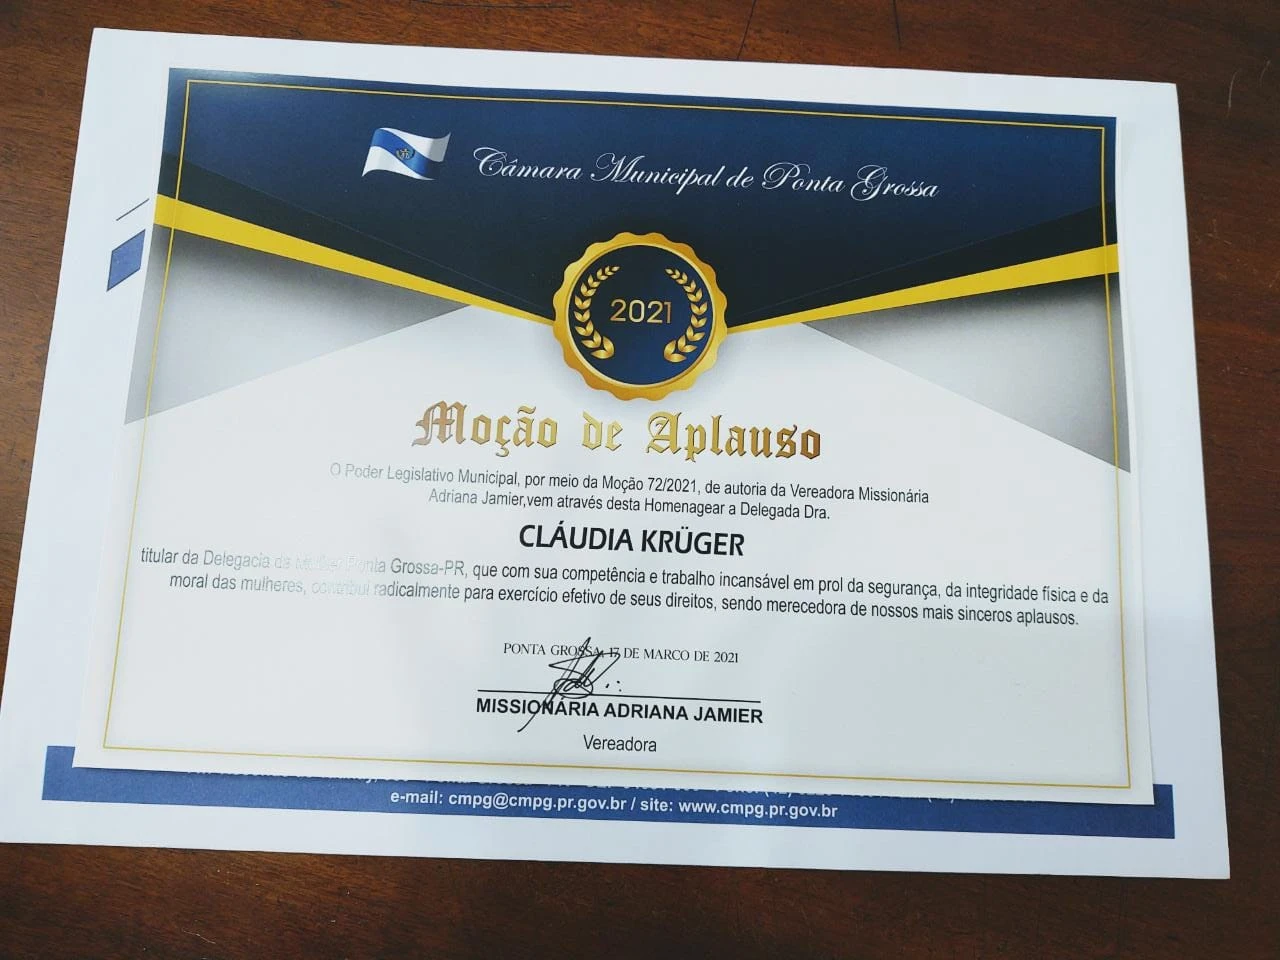 Câmara Municipal de Ponta Grossa
2021
Moção de Aplauso
O Poder Legislativo Municipal, por meio da Moção 72/2021, de autoria da Vereadora Missionária
Adriana Jamier,vem através desta Homenagear a Delegada Dra.
CLÁUDIA KRÜGER
titular da Delegacia da Mulher Ponta Grossa-PR, que com sua competência e trabalho incansável em prol da segurança, da integridade física e da
moral das mulheres, contribui radicalmente para exercício efetivo de seus direitos, sendo merecedora de nossos mais sinceros aplausos.
PONTA GROSSA, 17 DE MARCO DE 2021
MISSIONÁRIA ADRIANA JAMIER
Vereadora
e-mail: cmpg@cmpg.pr.gov.br / site: www.cmpg.pr.gov.br